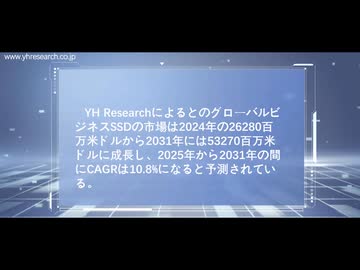 www.yhresearch.co.jp
YH Researchによるとのグローバルビ
ジネスSSDの市場は2024年の26280百
万米ドルから2031年には53270百万米
ドルに成長し、2025年から2031年の間
にCAGRは10.8%になると予測されてい
る。